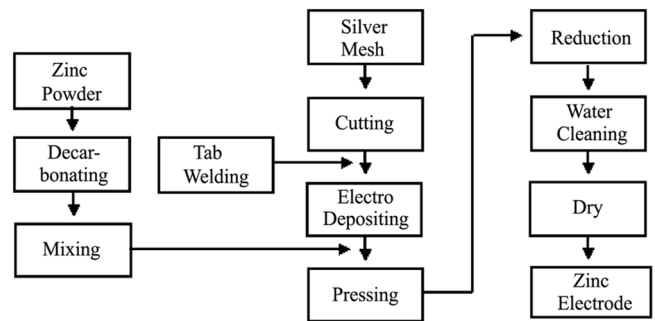 Zinc
Powder
Decar-
bonating
Mixing
Tab
Welding
Silver
Mesh
Cutting
Electro
Depositing
Pressing
Reduction
Water
Cleaning
Dry
Zinc
Electrode